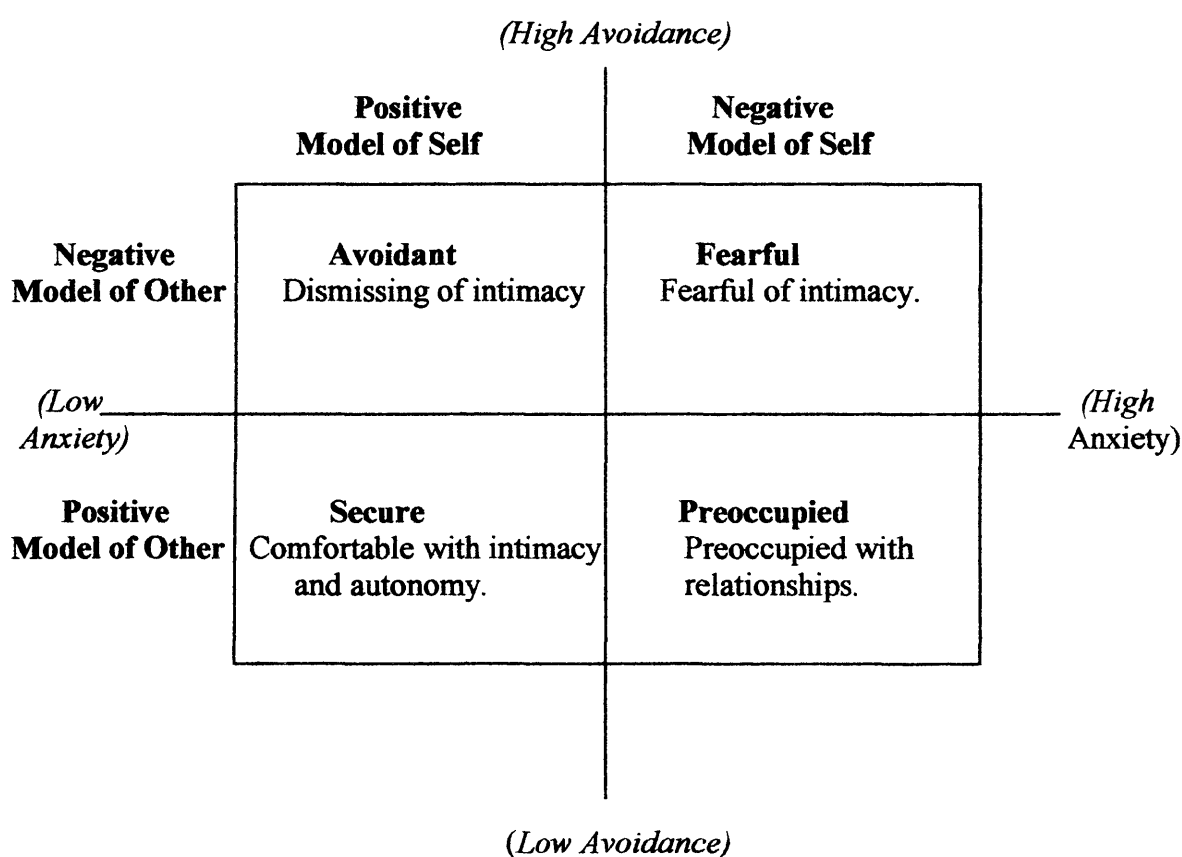 (High Avoidance)
Positive
Model of Self
Negative
Model of Self
Negative
Model of Other
Avoidant
Dismissing of intimacy
Fearful
Fearful of intimacy.
(Low
Anxiety)
(High
Anxiety)
Positive
Model of Other
Secure
Comfortable with intimacy
and autonomy.
Preoccupied
Preoccupied with
relationships.
(Low Avoidance)